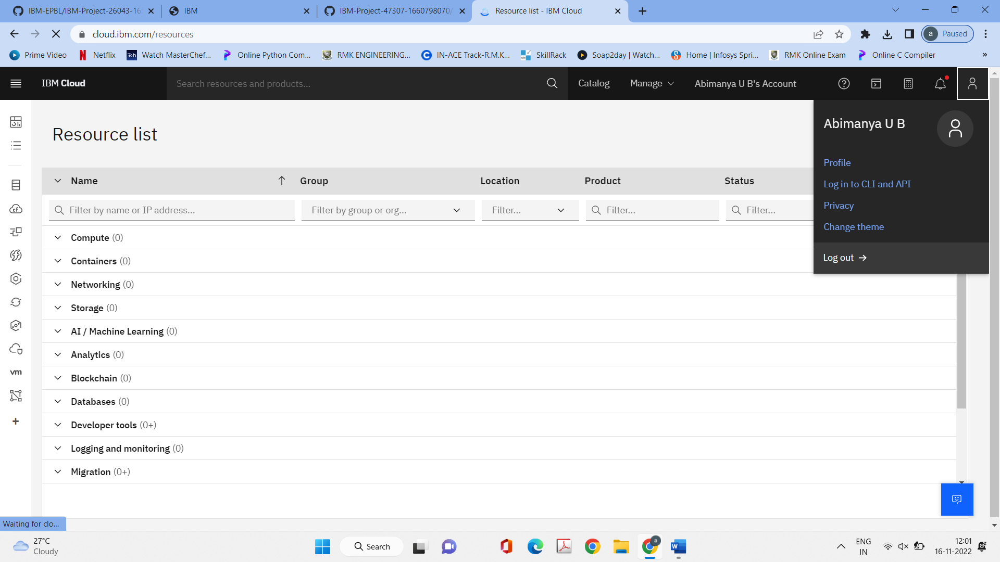 IBM-EPBL/IBM-Project-26043-16
IBM
IBM-Project-47307-1660798070/
Resource list - IBM Cloud
cloud.ibm.com/resources
a Paused
Prime Video
Netflix
Watch MasterChef...
Online Python Com...
RMK ENGINEERING...
IN-ACE Track-R.M.K...
SkillRack
Soap2day | Watch...
Home | Infosys Spri...
RMK Online Exam
Online C Compiler
»
IBM Cloud
Search resources and products...
Catalog
Manage
Abimanya U B's Account
Abimanya U B
Profile
Log in to CLI and API
Privacy
Change theme
Log out
Resource list
Name
Group
Location
Product
Status
Filter by name or IP address...
Filter by group or org...
Filter...
Filter...
Filter...
Compute (0)
Containers (0)
Networking (0)
Storage (0)
AI / Machine Learning (0)
Analytics (0)
Blockchain (0)
Databases (0)
Developer tools (0+)
Logging and monitoring (0)
Migration (0+)
cf
vm
Waiting for clo...
27°C
Cloudy
Search
ENG
IN
12:01
16-11-2022